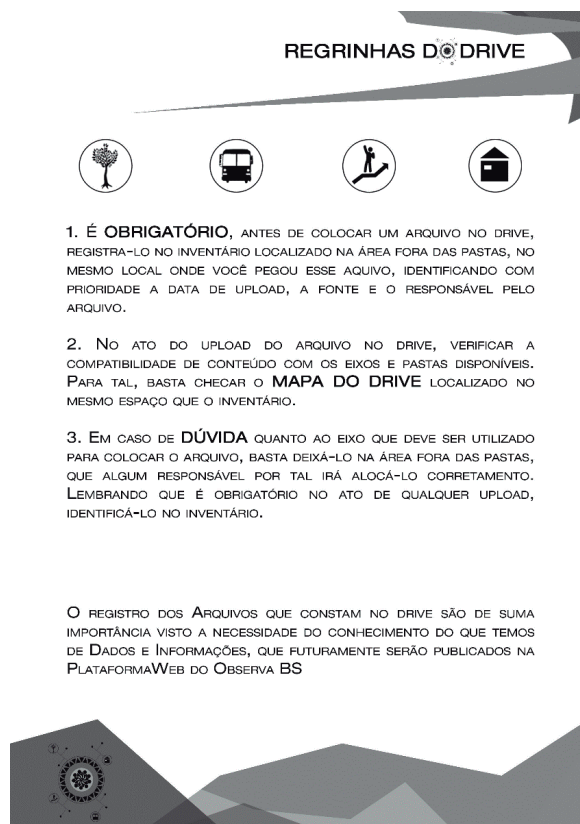 REGRINHAS DO DRIVE
1. É OBRIGATÓRIO, ANTES DE COLOCAR UM ARQUIVO NO DRIVE,
REGISTRA-LO NO INVENTÁRIO LOCALIZADO NA ÁREA FORA DAS PASTAS, NO
MESMO LOCAL ONDE VOCÊ PEGOU ESSE AQUIVO, IDENTIFICANDO COM
PRIORIDADE A DATA DE UPLOAD, A FONTE E O RESPONSÁVEL PELO
ARQUIVO.
2. NO ATO DO UPLOAD DO ARQUIVO NO DRIVE, VERIFICAR A
COMPATIBILIDADE DE CONTEÚDO COM OS EIXOS E PASTAS DISPONÍVEIS.
PARA TAL, BASTA CHECAR O MAPA DO DRIVE LOCALIZADO NO
MESMO ESPAÇO QUE O INVENTÁRIO.
3. EM CASO DE DÚVIDA QUANTO AO EIXO QUE DEVE SER UTILIZADO
PARA COLOCAR O ARQUIVO, BASTA DEIXÁ-LO NA ÁREA FORA DAS PASTAS,
QUE ALGUM RESPONSÁVEL POR TAL IRÁ ALOCÁ-LO CORRETAMENTO.
LEMBRANDO QUE É OBRIGATÓRIO NO ATO DE QUALQUER UPLOAD,
IDENTIFICÁ-LO NO INVENTÁRIO.
O REGISTRO DOS ARQUIVOS QUE CONSTAM NO DRIVE SÃO DE SUMA
IMPORTÂNCIA VISTO A NECESSIDADE DO CONHECIMENTO DO QUE TEMOS
DE DADOS E INFORMAÇÕES, QUE FUTURAMENTE SERÃO PUBLICADOS NA
PLATAFORMAWEB DO OBSERVA BS